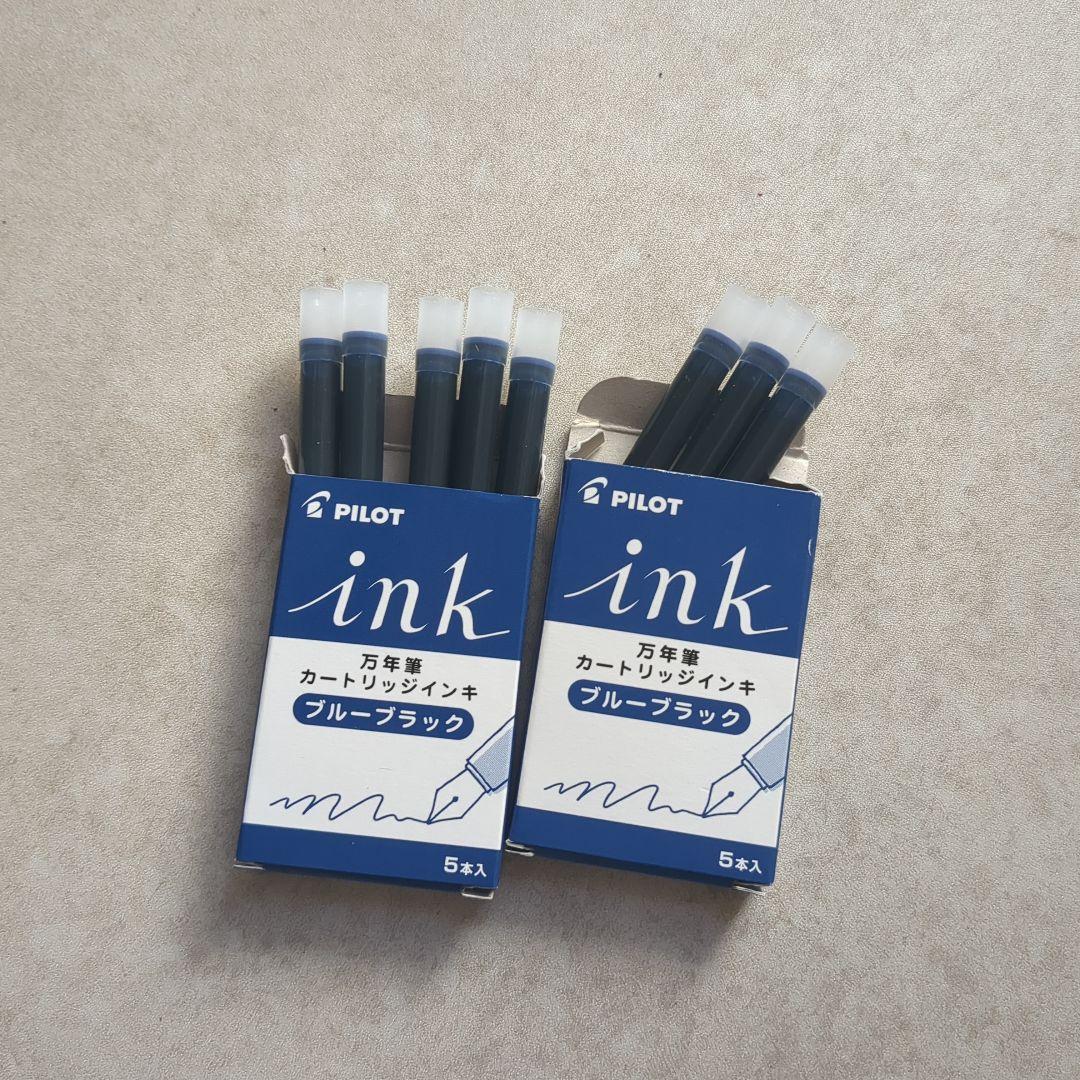 PILOT
ink
万年筆
カートリッジインキ
ブルーブラック
5本入
PILOT
ink
万年筆
カートリッジインキ
ブルーブラック
5本入